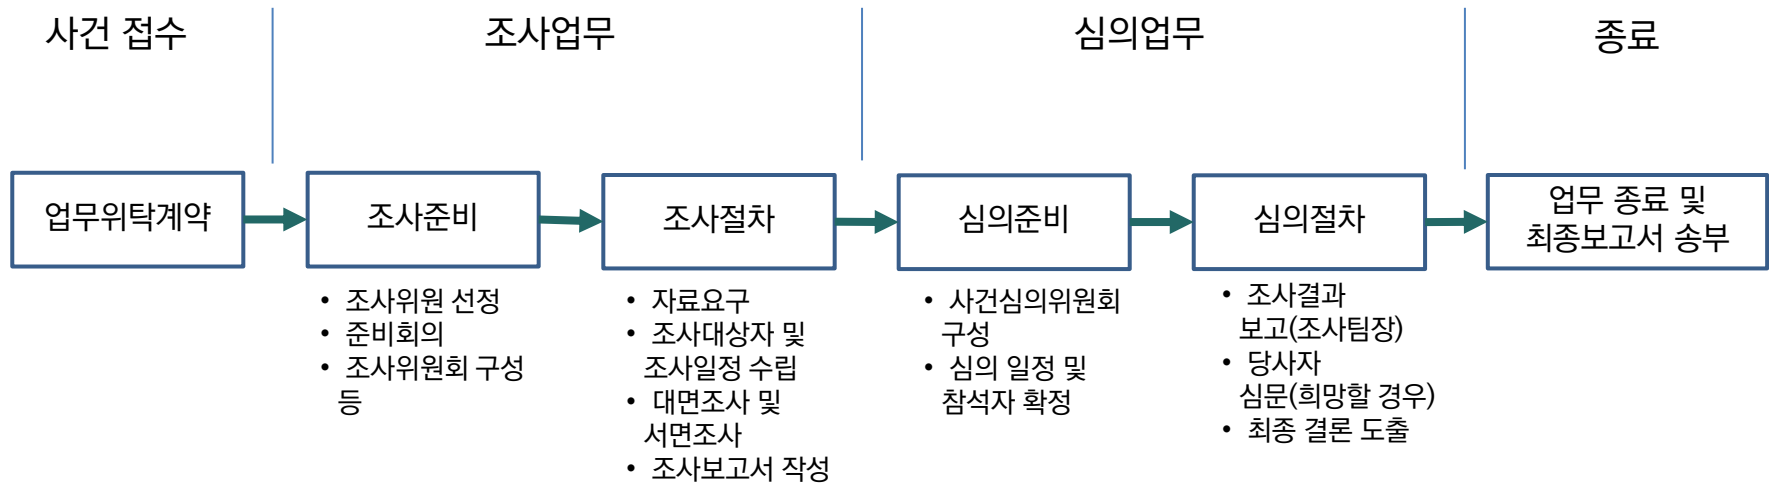 사건 접수
조사업무
심의업무
종료
업무위탁계약
조사준비
조사절차
심의준비
심의절차
업무 종료 및
최종보고서 송부
• 조사위원 선정
• 준비회의
• 조사위원회 구성
등
• 자료요구
• 조사대상자 및
조사일정 수립
• 대면조사 및
서면조사
• 조사보고서 작성
• 사건심의위원회
구성
• 심의 일정 및
참석자 확정
• 조사결과
보고(조사팀장)
• 당사자
심문(희망할 경우)
• 최종 결론 도출